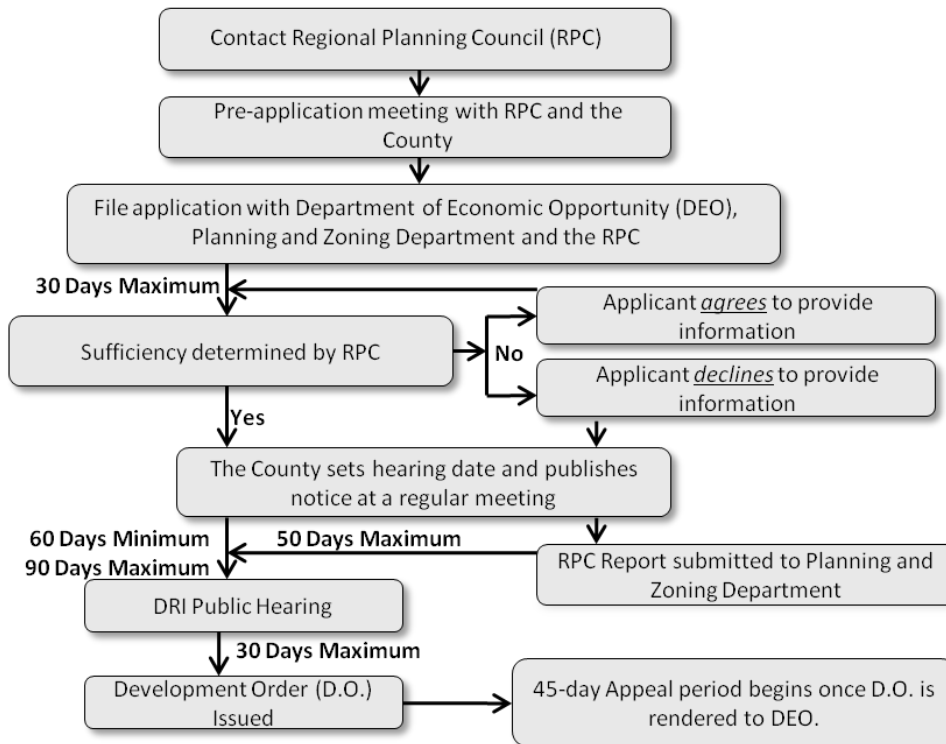 Contact Regional Planning Council (RPC)
Pre-application meeting with RPC and the
County
File application with Department of Economic Opportunity (DEO),
Planning and Zoning Department and the RPC
30 Days Maximum
Applicant agrees to provide
information
Sufficiency determined by RPC
No
Applicant declines to provide
information
Yes
The County sets hearing date and publishes
notice at a regular meeting
60 Days Minimum
90 Days Maximum
50 Days Maximum
RPC Report submitted to Planning and
Zoning Department
DRI Public Hearing
30 Days Maximum
Development Order (D.O.)
Issued
45-day Appeal period begins once D.O. is
rendered to DEO.